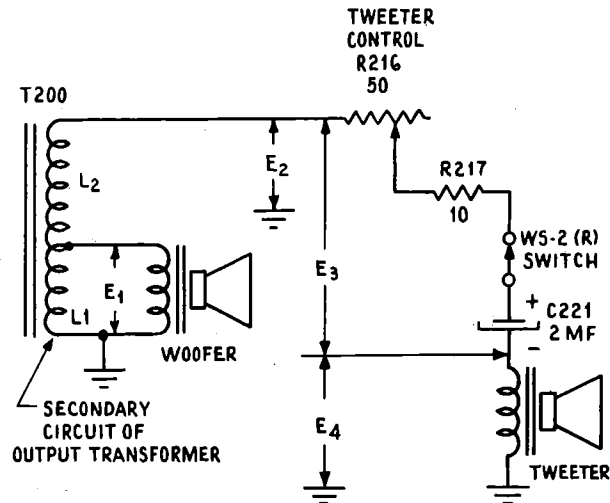 TWEETER
CONTROL
R216
50
T200
L2
E2
R217
10
WS-2 (R)
SWITCH
E3
E1
L1
WOOFER
+
C221
2 MF
-
SECONDARY
CIRCUIT OF
OUTPUT TRANSFORMER
E4
TWEETER